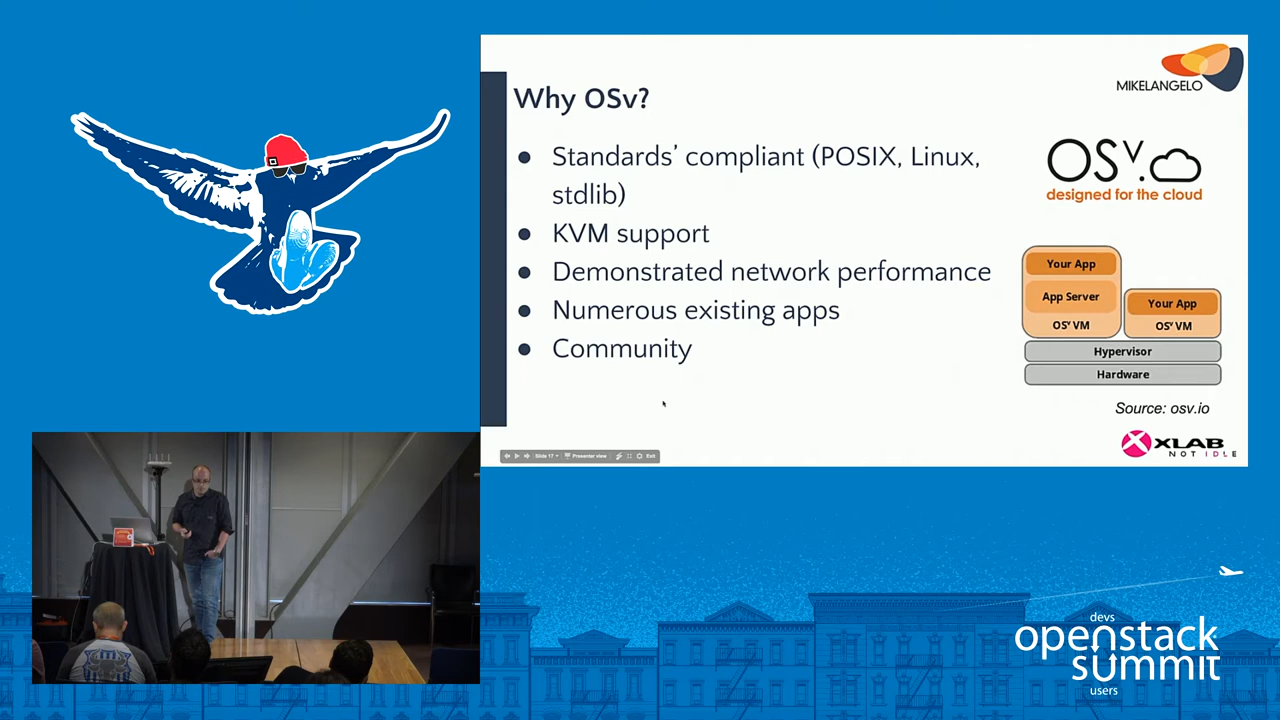 Why OSv?
● Standards’ compliant (POSIX, Linux,
stdlib)
● KVM support
● Demonstrated network performance
● Numerous existing apps
● Community
MIKELANGELO
OSv
designed for the cloud
Your App
App Server
OSv VM
Your App
OSv VM
Hypervisor
Hardware
Source: osv.io
XLAB
NOT IDLE
Slide 17
Presenter view
Exit
devs
openstack
summit
users